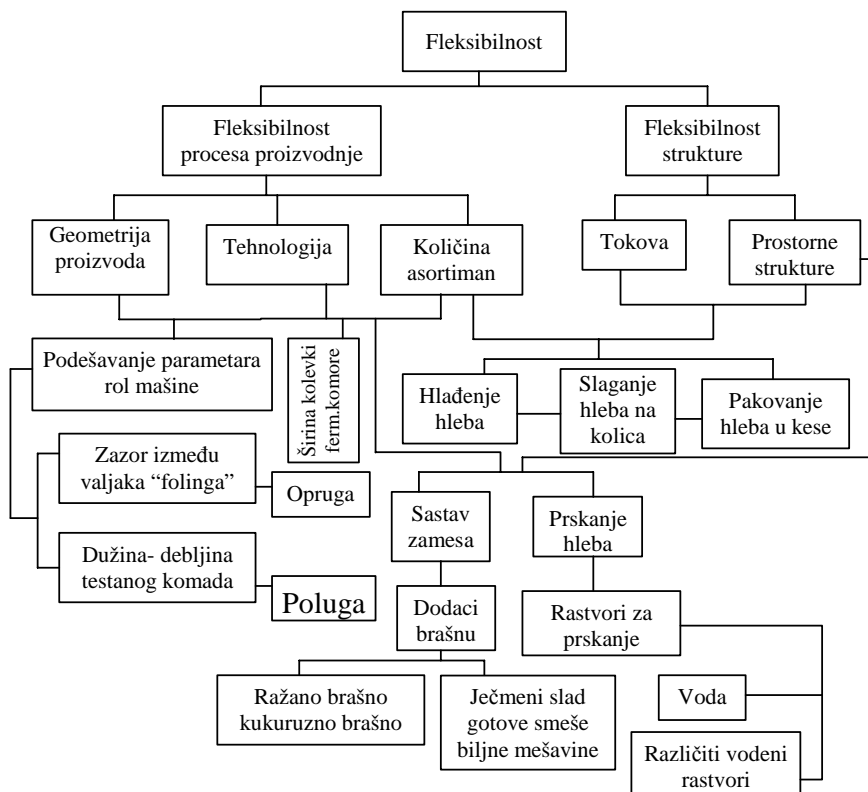 Fleksibilnost
Fleksibilnost
procesa proizvodnje
Fleksibilnost
strukture
Geometrija
proizvoda
Tehnologija
Količina
asortiman
Tokova
Prostorne
strukture
Podešavanje parametara
rol mašine
Širina kolevki
ferm.komore
Hlađenje
hleba
Slaganje
hleba na
kolica
Pakovanje
hleba u kese
Zazor između
valjaka “folinga”
Opruga
Sastav
zamesa
Prskanje
hleba
Dužina- debljina
testanog komada
Poluga
Dodaci
brašnu
Rastvori za
prskanje
Ražano brašno
kukuruzno brašno
Ječmeni slad
gotove smeše
biljne mešavine
Voda
Različiti vodeni
rastvori